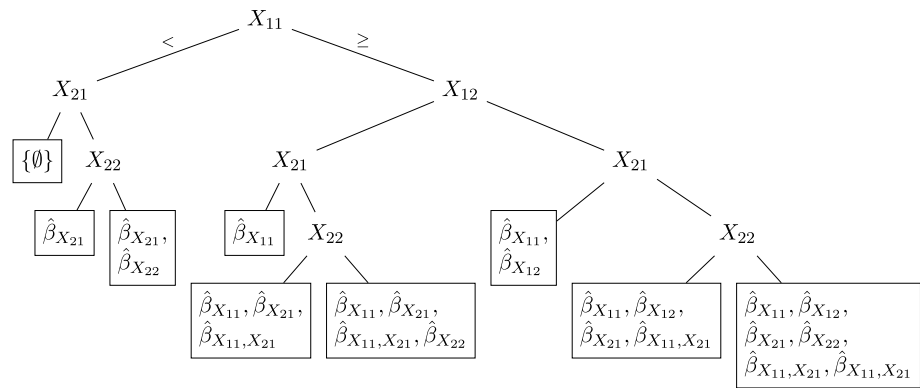 X₁₁
< ≥
X₂₁ X₁₂
{∅} X₂₂ X₂₁ X₂₁
β̂_{X₂₁} β̂_{X₂₁}, β̂_{X₁₁} X₂₂ β̂_{X₁₁}, X₂₂
β̂_{X₂₂} β̂_{X₁₂}
β̂_{X₁₁}, β̂_{X₂₁}, β̂_{X₁₁}, β̂_{X₂₁}, β̂_{X₁₁}, β̂_{X₁₂}, β̂_{X₁₁}, β̂_{X₁₂},
β̂_{X₁₁,X₂₁} β̂_{X₁₁,X₂₁}, β̂_{X₂₂} β̂_{X₂₁}, β̂_{X₁₁,X₂₁} β̂_{X₂₁}, β̂_{X₂₂},
β̂_{X₁₁,X₂₁}, β̂_{X₁₁,X₂₁}